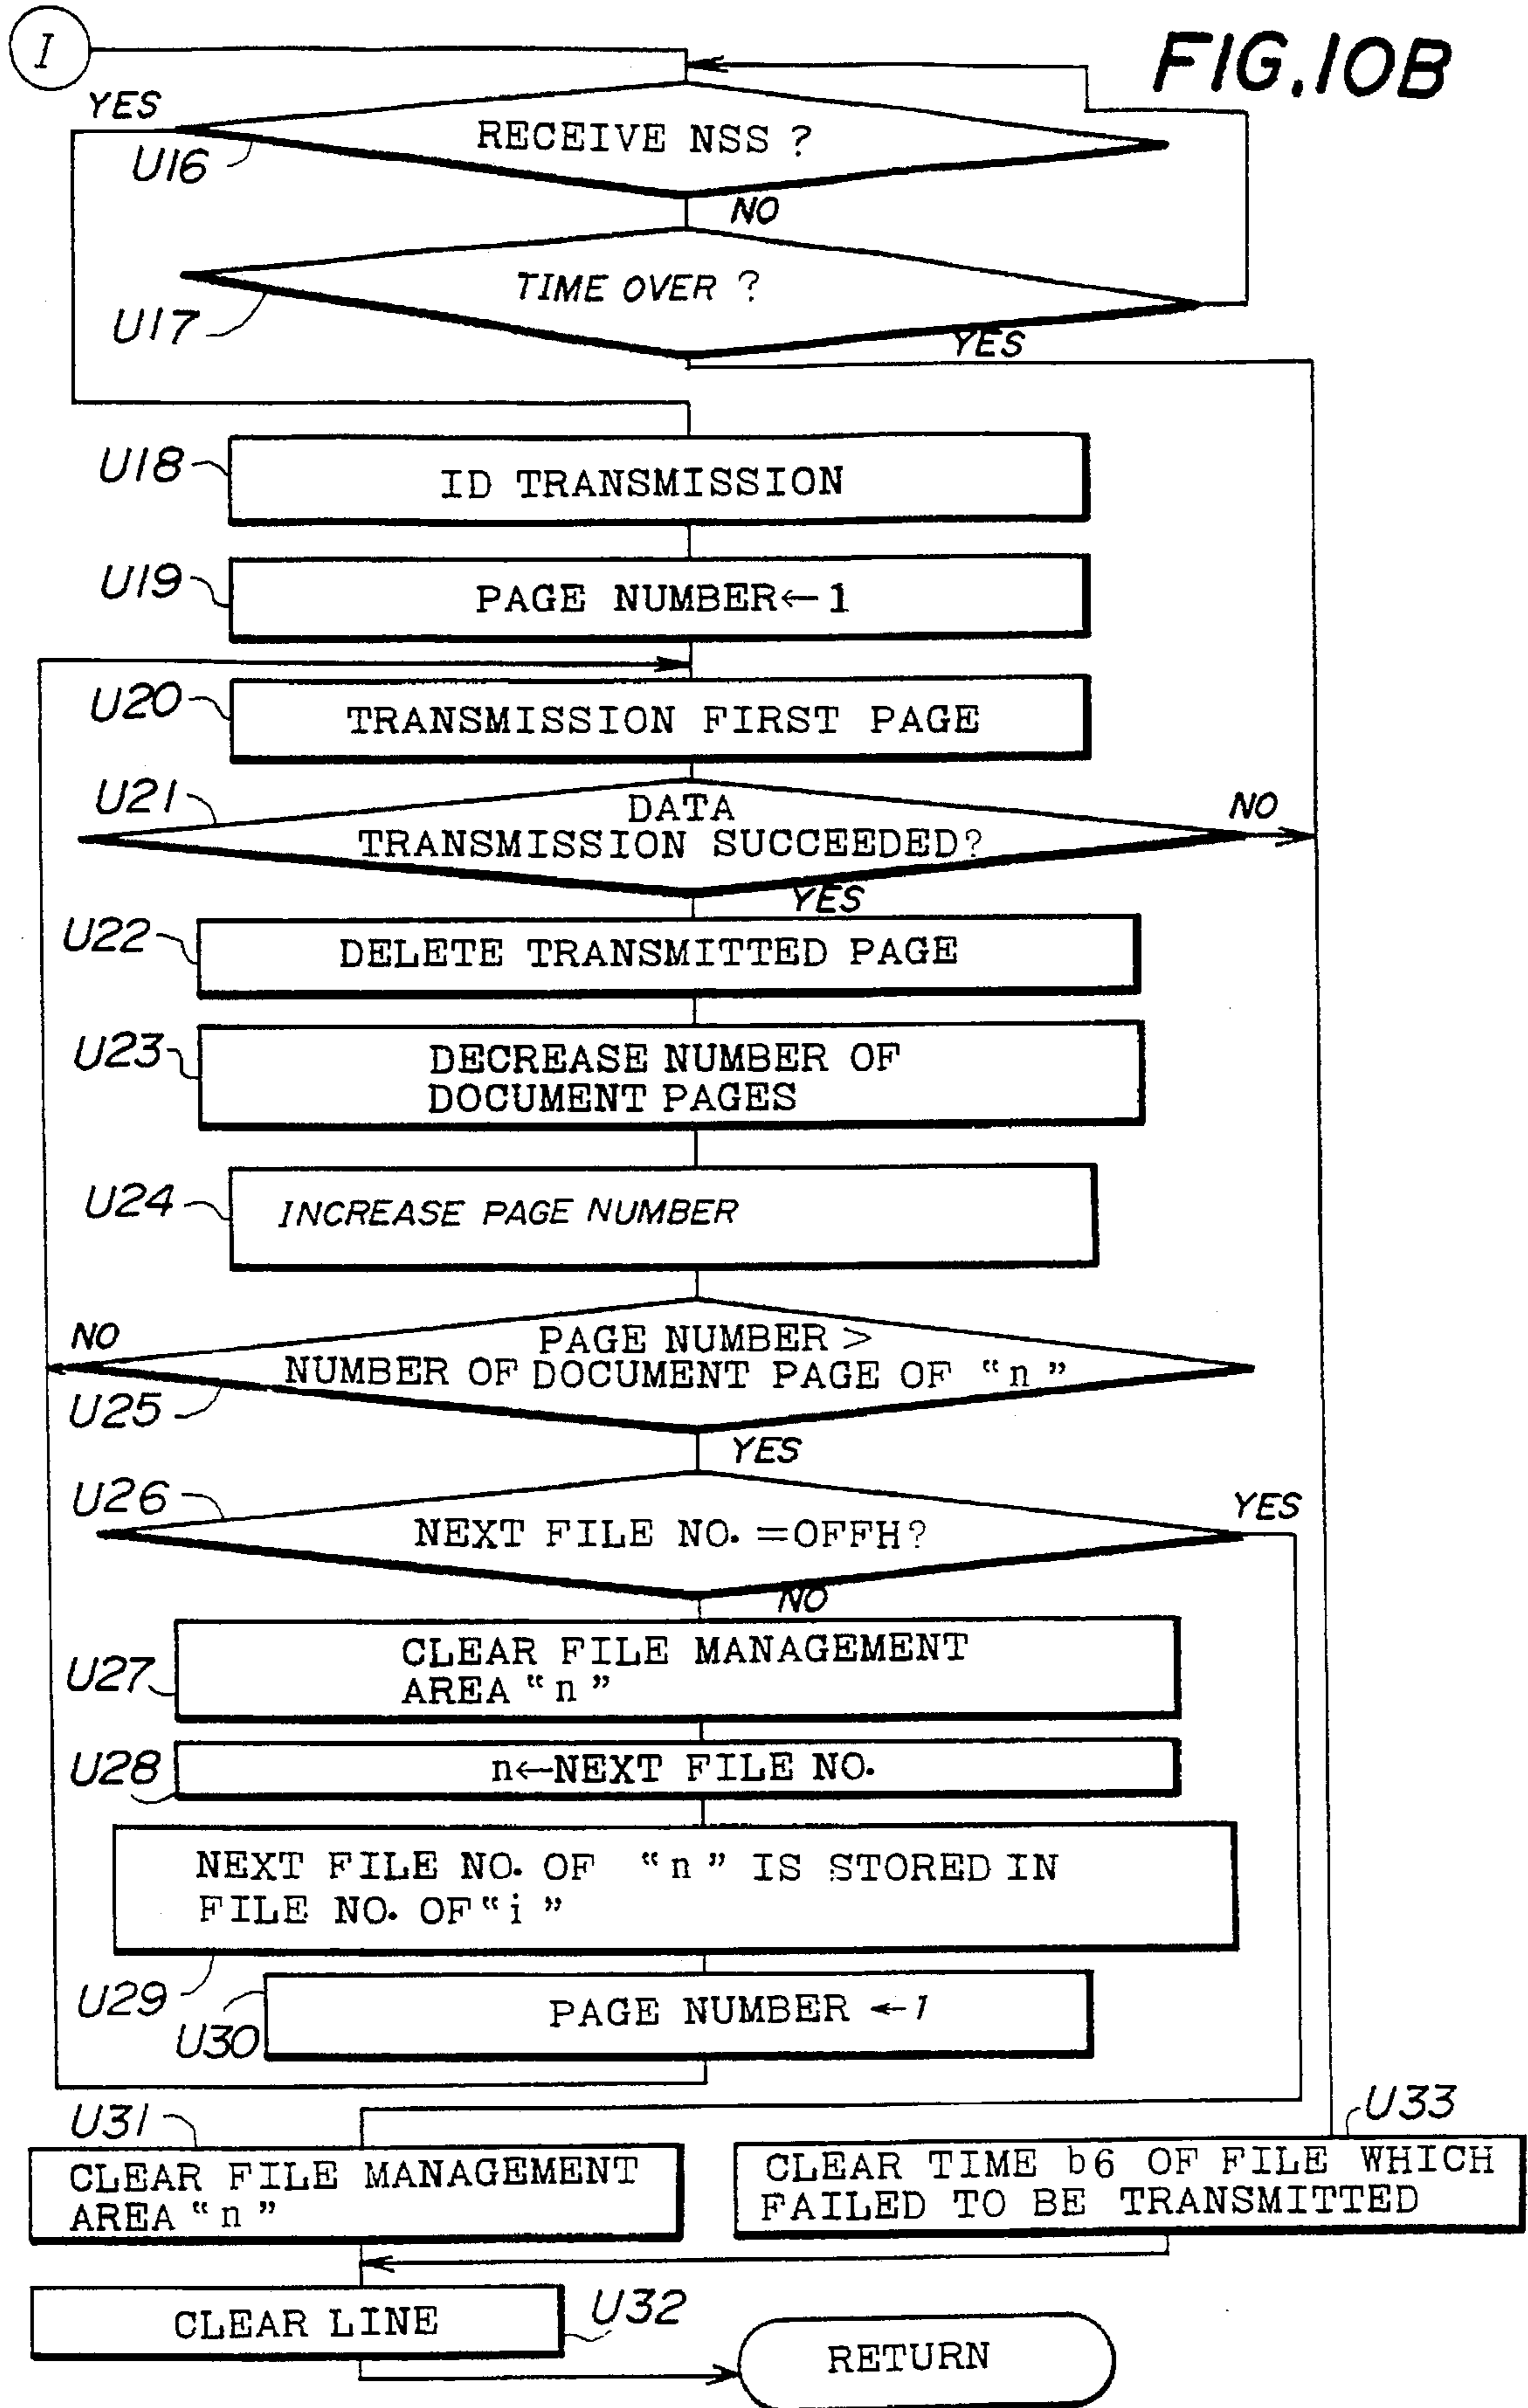 I
FIG.10B
YES
RECEIVE NSS ?
U16
NO
TIME OVER ?
U17
YES
U18
ID TRANSMISSION
U19
PAGE NUMBER←1
U20
TRANSMISSION FIRST PAGE
U21
DATA
TRANSMISSION SUCCEEDED?
NO
YES
U22
DELETE TRANSMITTED PAGE
U23
DECREASE NUMBER OF
DOCUMENT PAGES
U24
INCREASE PAGE NUMBER
NO
PAGE NUMBER >
NUMBER OF DOCUMENT PAGE OF “n”
U25
YES
U26
NEXT FILE NO. =OFFH?
YES
NO
U27
CLEAR FILE MANAGEMENT
AREA “n”
U28
n←NEXT FILE NO.
NEXT FILE NO. OF “n” IS STORED IN
FILE NO. OF “i”
U29
U30
PAGE NUMBER ←1
U31
CLEAR FILE MANAGEMENT
AREA “n”
U33
CLEAR TIME b6 OF FILE WHICH
FAILED TO BE TRANSMITTED
CLEAR LINE
U32
RETURN